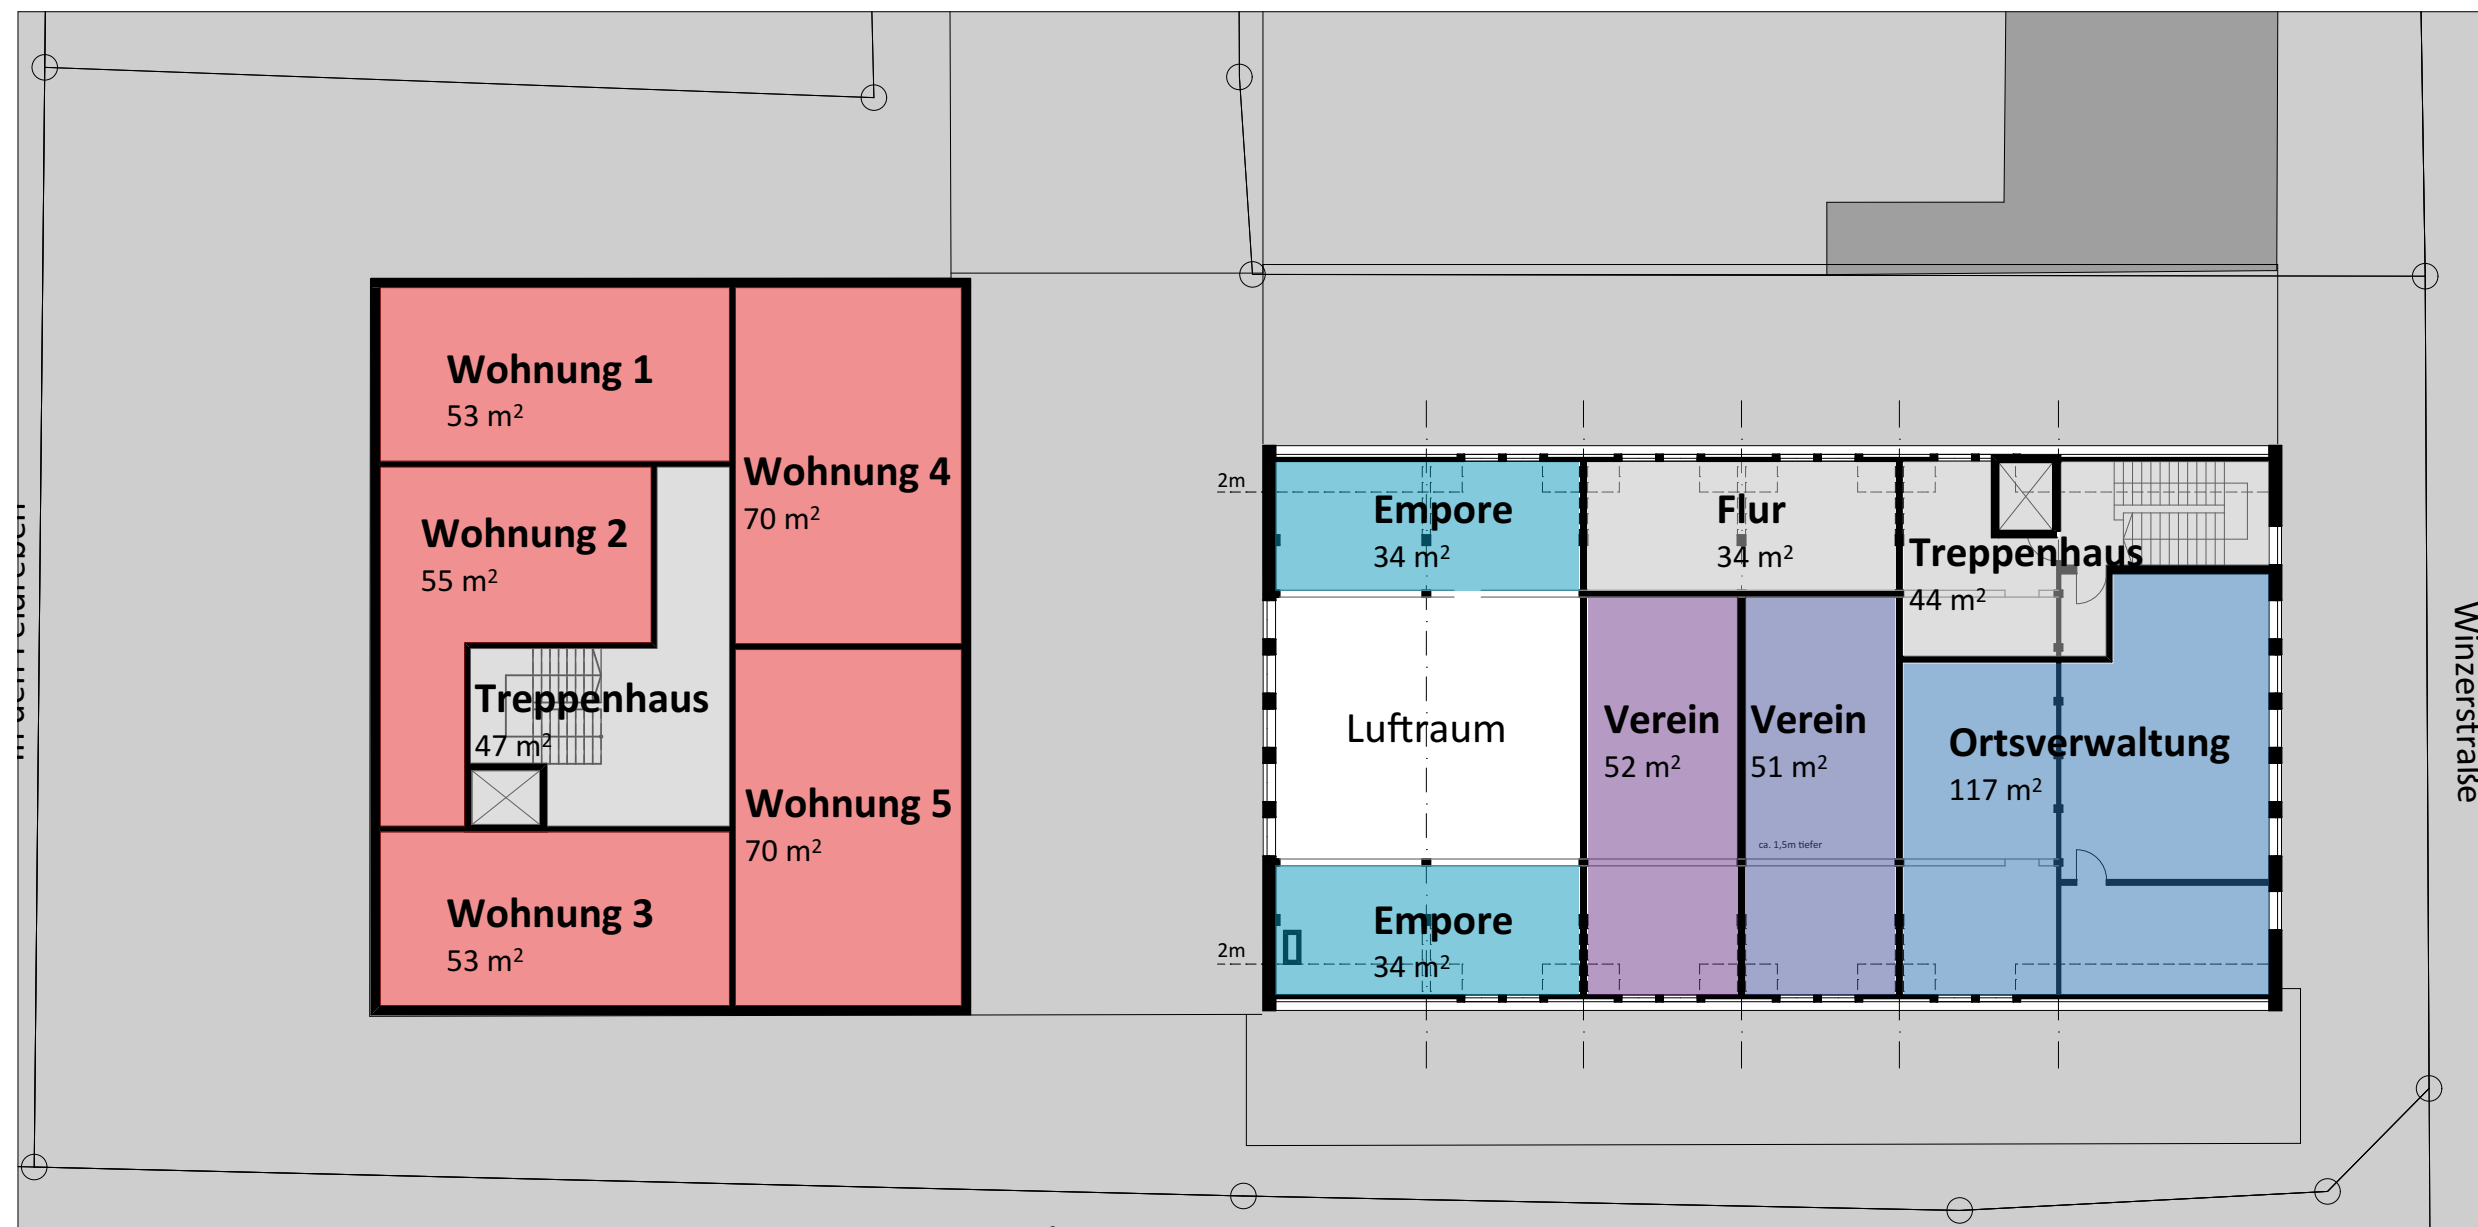 Wohnung 1
53 m²
Wohnung 2
55 m²
Wohnung 4
70 m²
Treppenhaus
47 m²
Wohnung 5
70 m²
Wohnung 3
53 m²
2m
Empore
34 m²
Flur
34 m²
Treppenhaus
44 m²
Luftraum
Verein
52 m²
Verein
51 m²
ca. 1,5m tiefer
Ortsverwaltung
117 m²
2m
Empore
34 m²
Winzerstraße